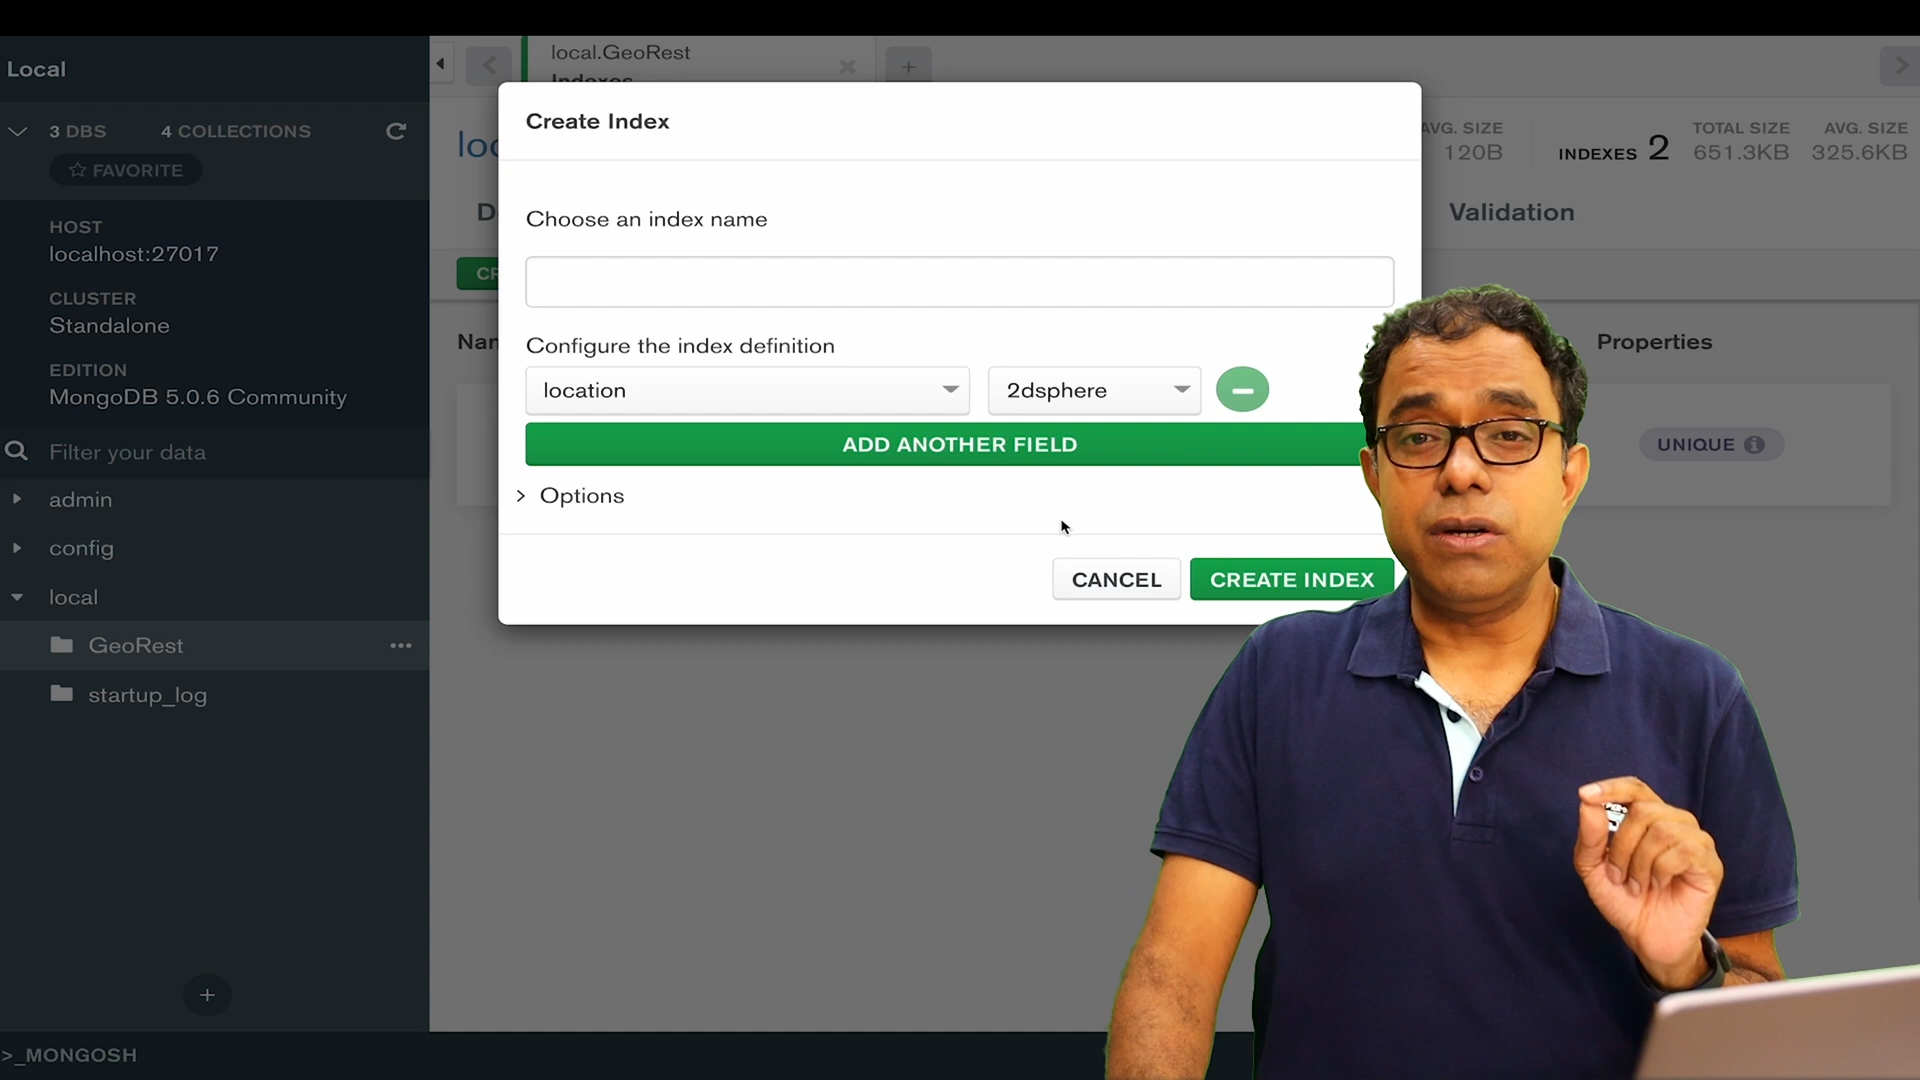 Local
3 DBS
4 COLLECTIONS
FAVORITE
HOST
localhost:27017
CLUSTER
Standalone
EDITION
MongoDB 5.0.6 Community
Filter your data
admin
config
local
GeoRest
startup_log
>_MONGOSH
local.GeoRest
Indexes
AVG. SIZE
120B
INDEXES 2
TOTAL SIZE
651.3KB
AVG. SIZE
325.6KB
Validation
Properties
UNIQUE
Create Index
Choose an index name
Configure the index definition
location
2dsphere
ADD ANOTHER FIELD
Options
CANCEL
CREATE INDEX